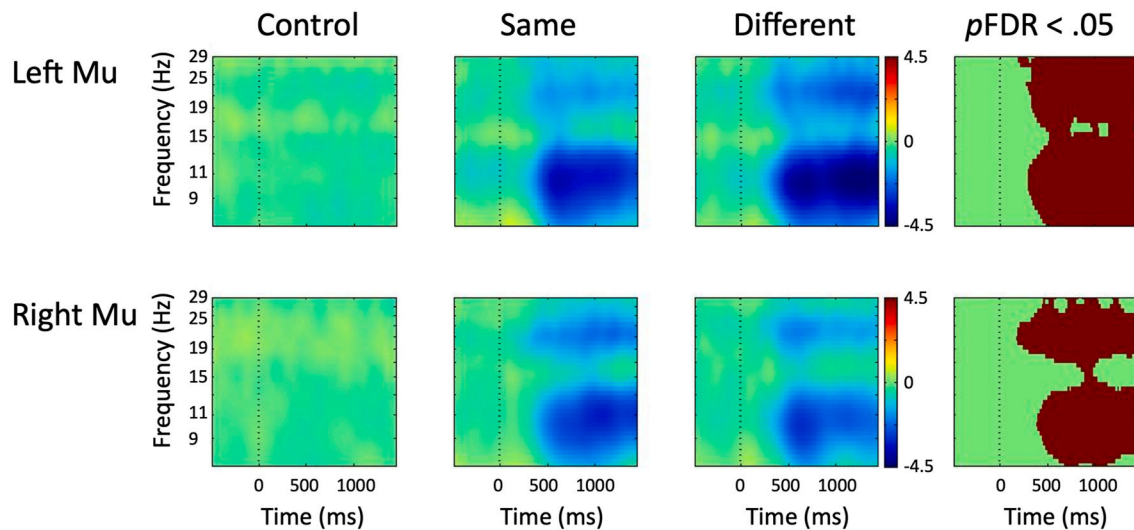 Control Same Different pFDR < .05
Left Mu
Frequency (Hz)
29
25
19
15
11
9
4.5
0
-4.5
Right Mu
Frequency (Hz)
29
25
19
15
11
9
4.5
0
-4.5
0 500 1000 0 500 1000 0 500 1000 0 500 1000
Time (ms) Time (ms) Time (ms) Time (ms)